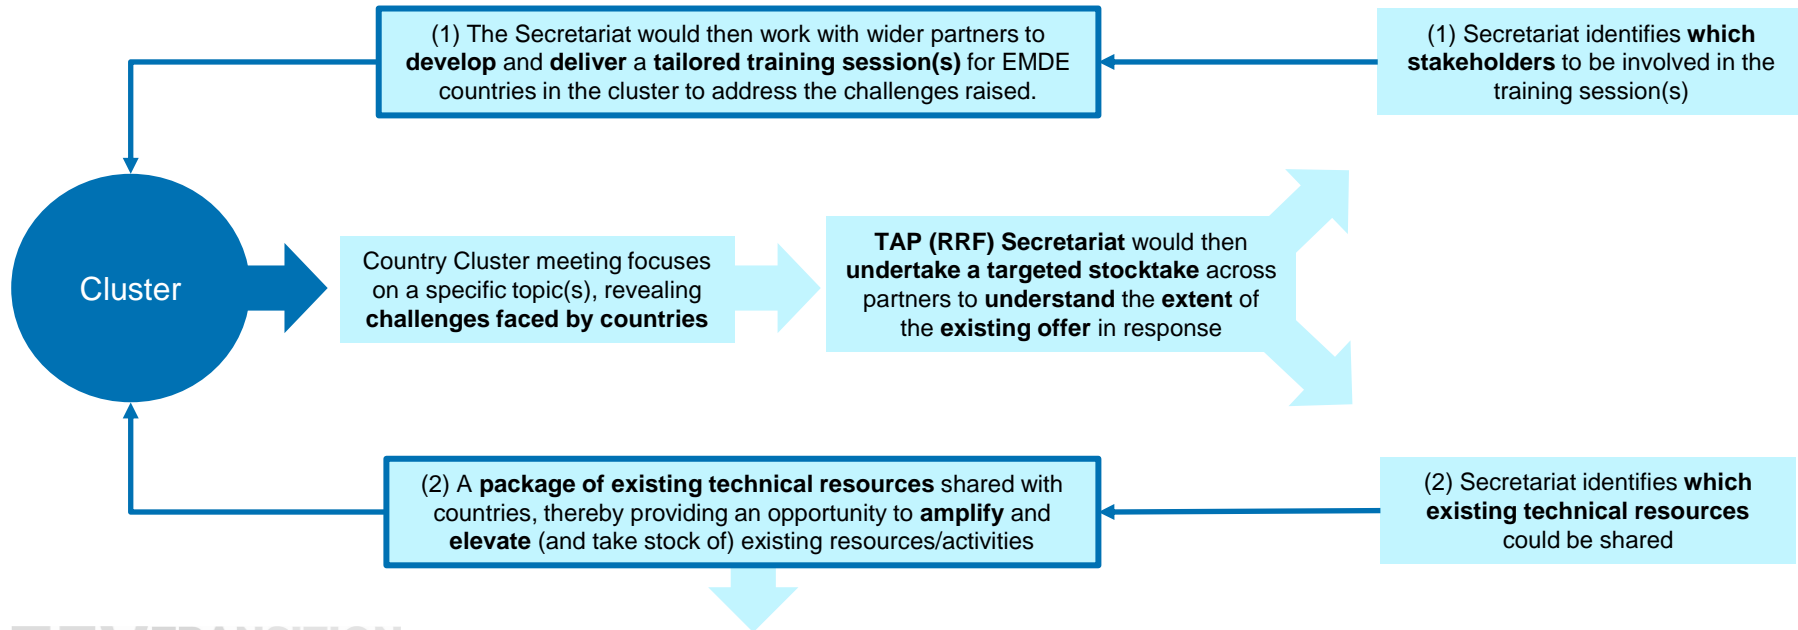 (1) The Secretariat would then work with wider partners to
develop and deliver a tailored training session(s) for EMDE
countries in the cluster to address the challenges raised.
(1) Secretariat identifies which
stakeholders to be involved in the
training session(s)
Cluster
Country Cluster meeting focuses
on a specific topic(s), revealing
challenges faced by countries
TAP (RRF) Secretariat would then
undertake a targeted stocktake across
partners to understand the extent of
the existing offer in response
(2) A package of existing technical resources shared with
countries, thereby providing an opportunity to amplify and
elevate (and take stock of) existing resources/activities
(2) Secretariat identifies which
existing technical resources
could be shared
TRANSITION